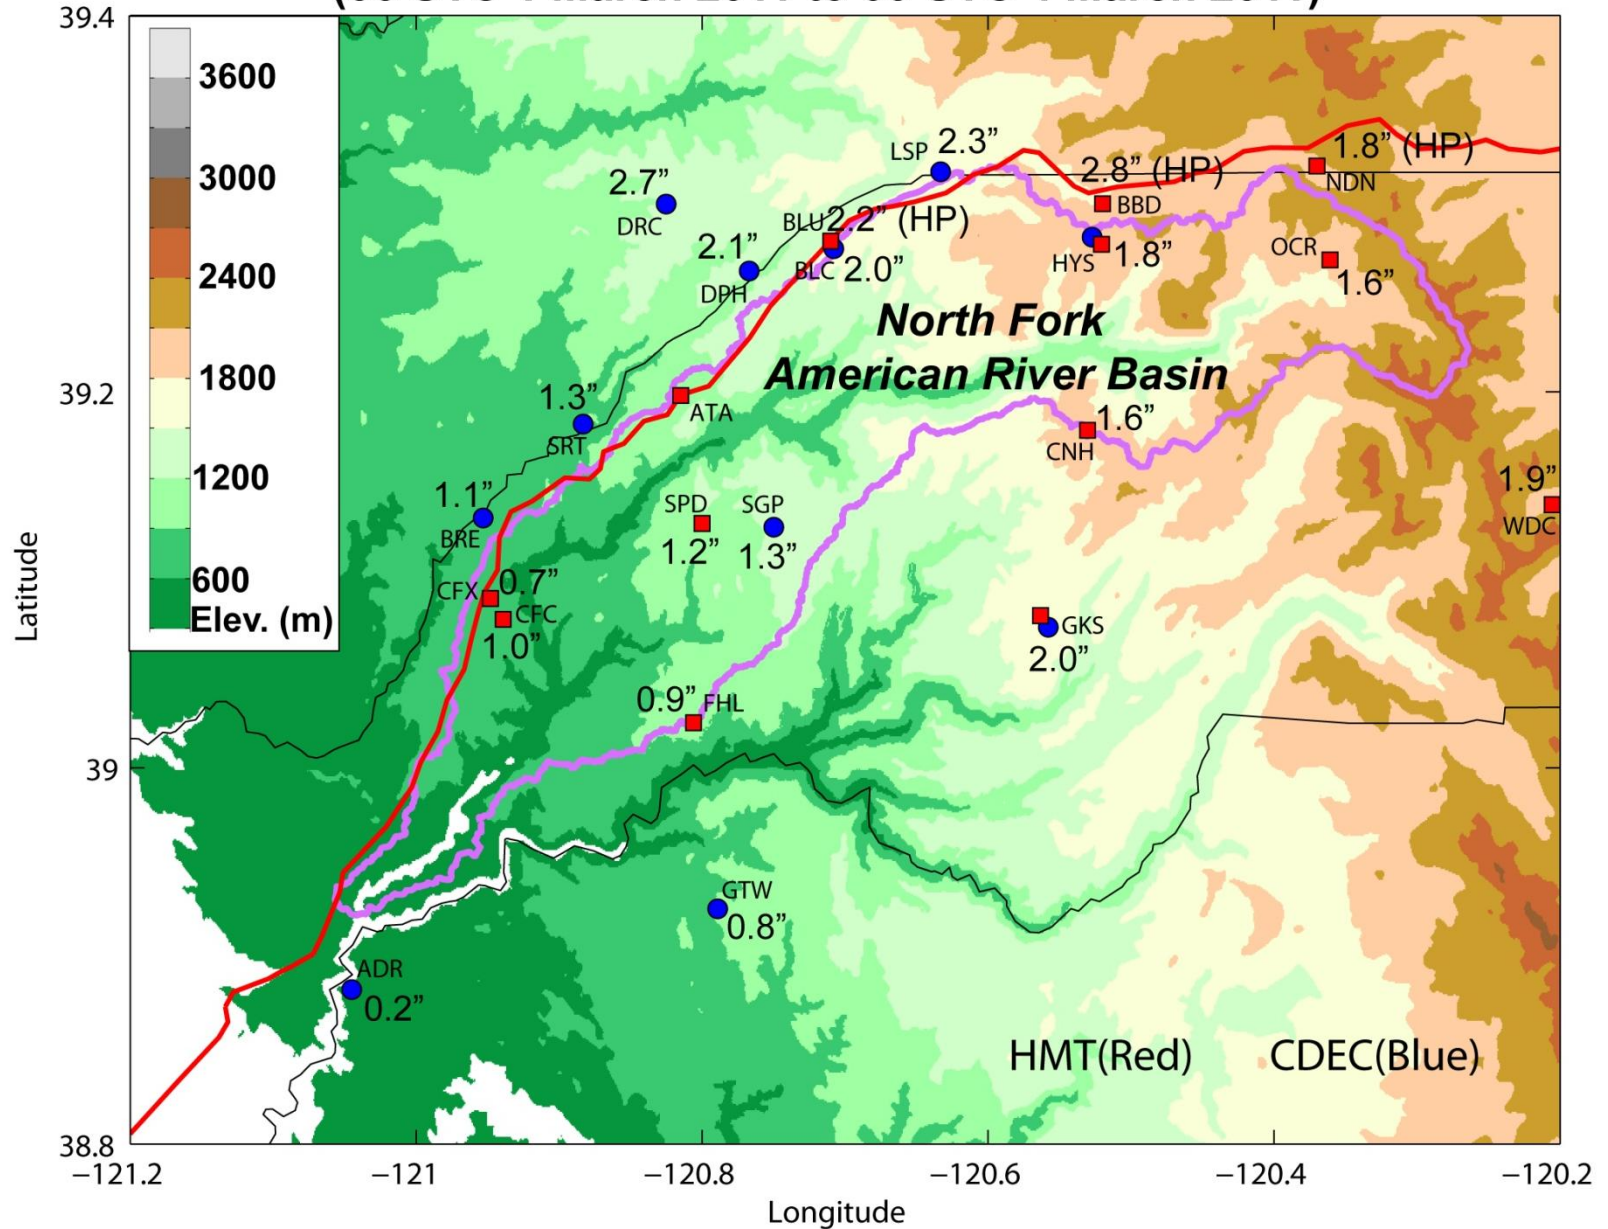 39.4
3600
3000
2400
1800
1200
600
Elev. (m)
2.3”
LSP
1.8” (HP)
NDN
2.8” (HP)
BBD
2.7”
DRC
BLU 2.2” (HP)
2.1”
DPH
BLC 2.0”
HYS 1.8”
OCR
1.6”
North Fork
American River Basin
39.2
1.3”
SRT
ATA
1.6”
CNH
1.1”
BRE
SPD
1.2”
SGP
1.3”
1.9”
WDC
CFX 0.7”
CFC
1.0”
GKS
2.0”
0.9” FHL
39
GTW
0.8”
ADR
0.2”
HMT(Red) CDEC(Blue)
38.8
−121.2 −121 −120.8 −120.6 −120.4 −120.2
Longitude
Latitude